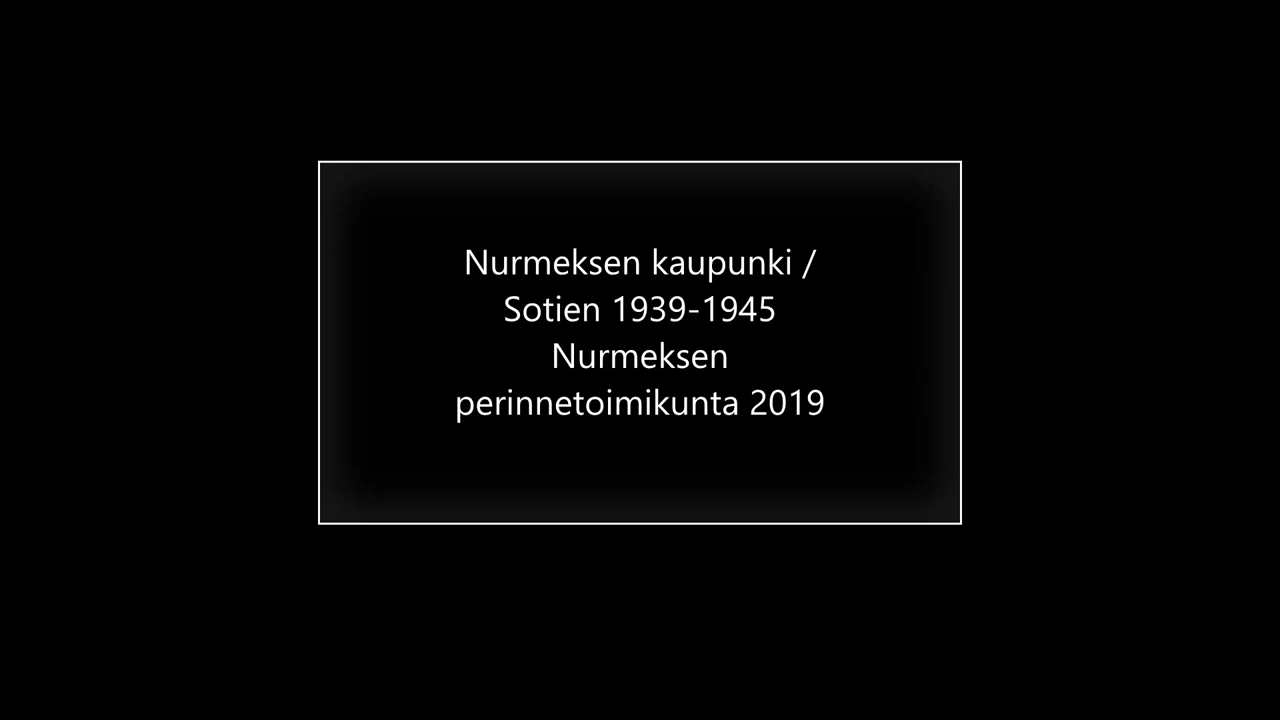 Nurmeksen kaupunki /
Sotien 1939-1945
Nurmeksen
perinnetoimikunta 2019